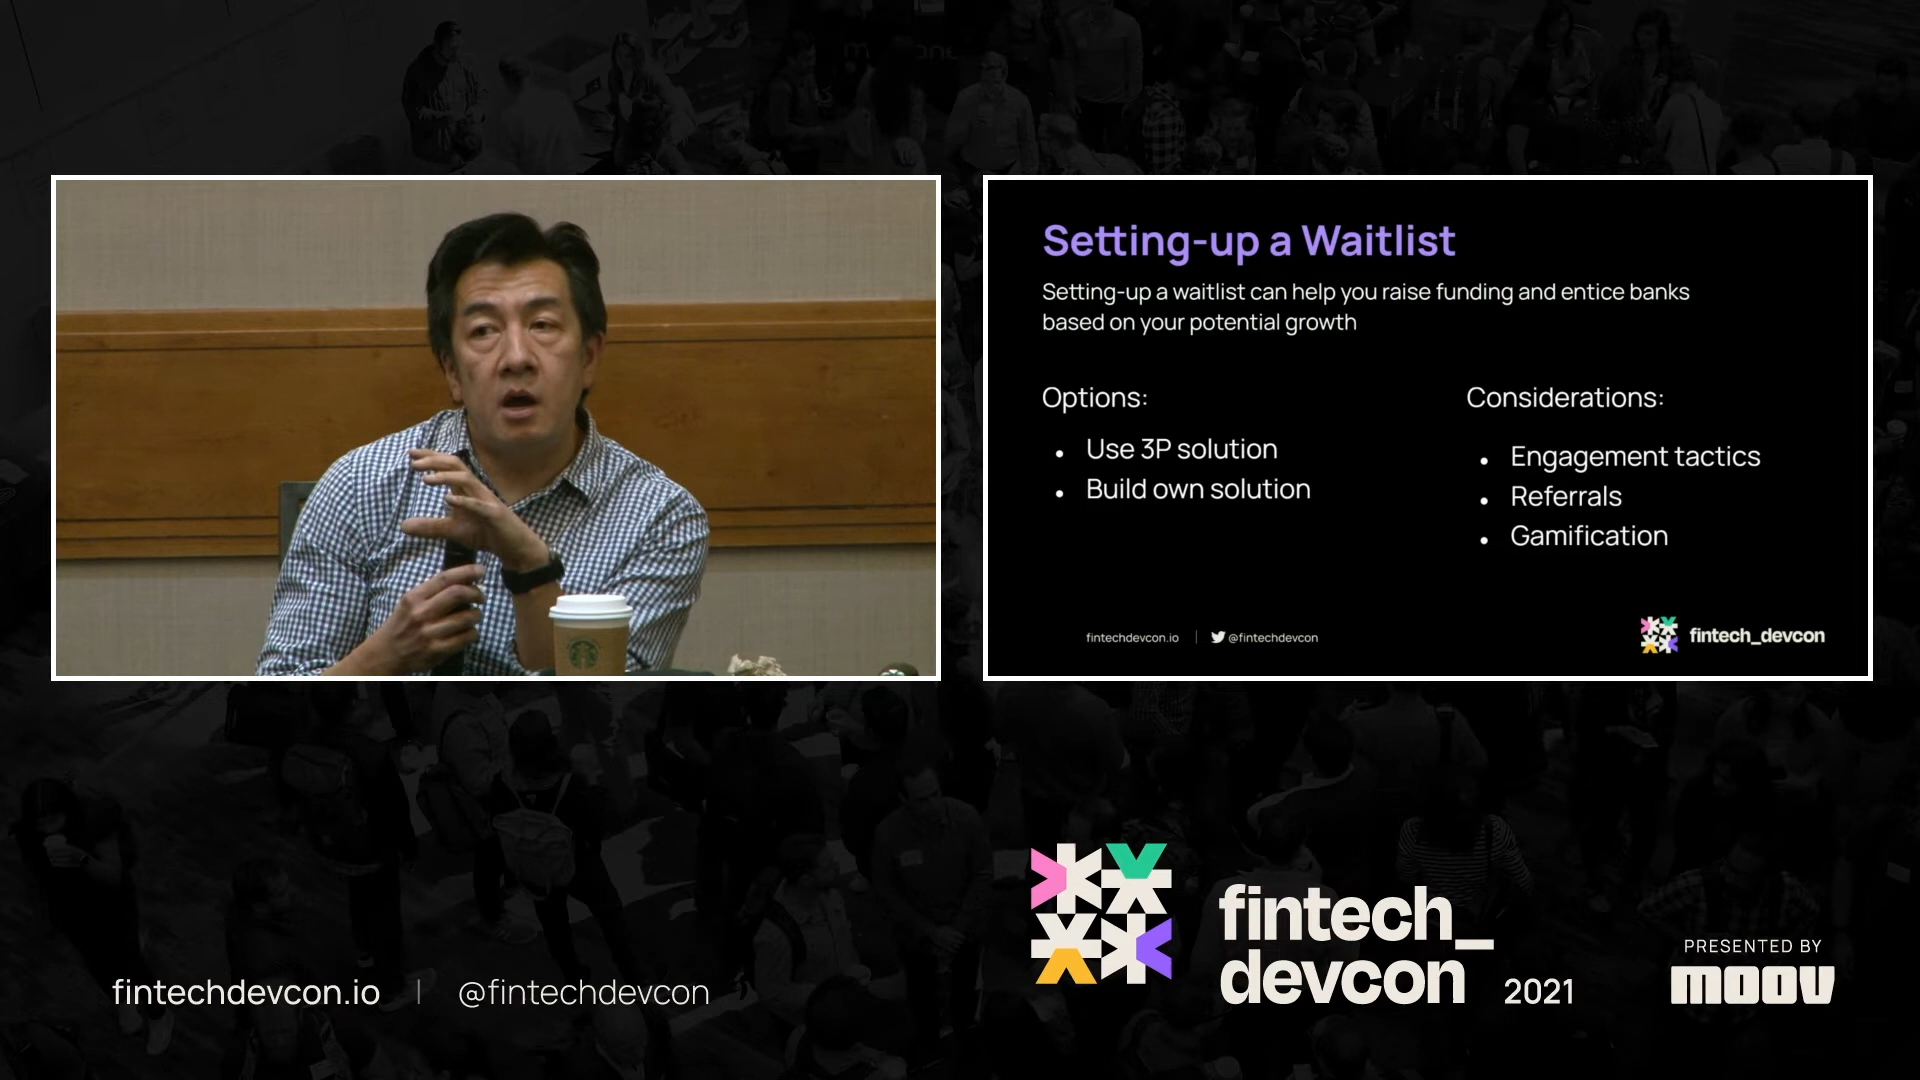 Setting-up a Waitlist
Setting-up a waitlist can help you raise funding and entice banks
based on your potential growth
Options:
• Use 3P solution
• Build own solution
Considerations:
• Engagement tactics
• Referrals
• Gamification
fintechdevcon.io | @fintechdevcon
fintech_devcon
fintechdevcon.io | @fintechdevcon
fintech_
devcon 2021
PRESENTED BY
moov